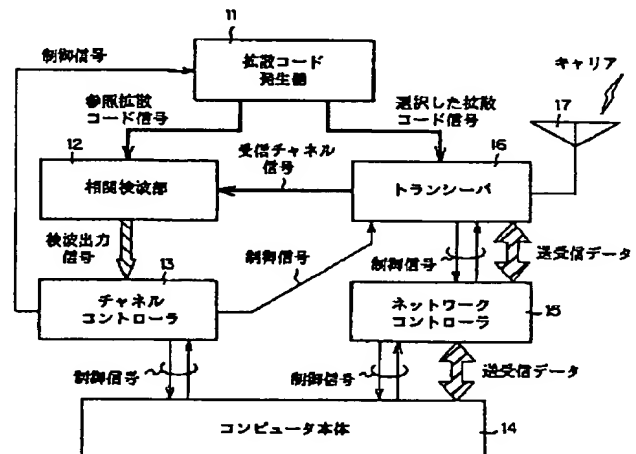 11
制御信号
拡散コード
発生器
キャリア
参照拡散
コード信号
選択した拡散
コード信号
17
12
受信チャネル
信号
16
相関検波部
トランシーバ
検波出力
信号
13
制御信号
制御信号
送受信データ
チャネル
コントローラ
ネットワーク
コントローラ
15
制御信号
制御信号
送受信データ
コンピュータ本体
14